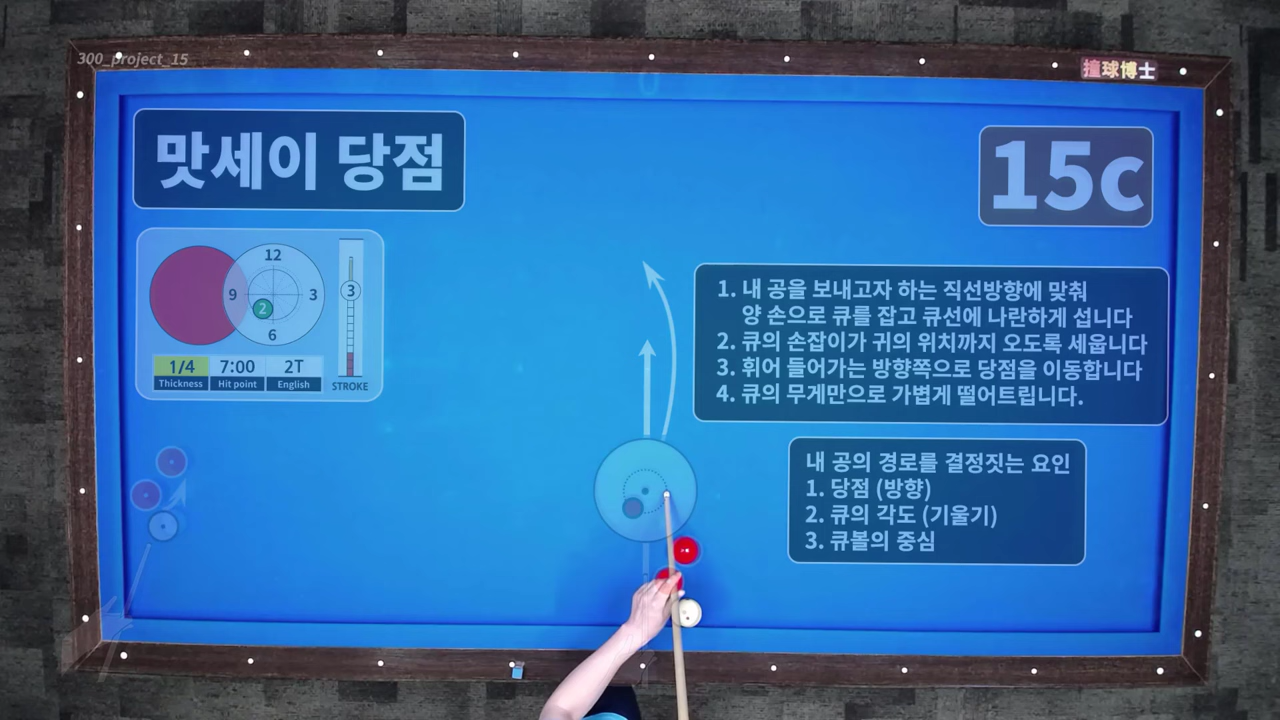 300_project_15
撞球博士
맛세이 당점
15c
12
9
3
2
6
3
1/4
7:00
2T
Thickness
Hit point
English
STROKE
1. 내 공을 보내고자 하는 직선방향에 맞춰
양 손으로 큐를 잡고 큐선에 나란하게 섭니다
2. 큐의 손잡이가 귀의 위치까지 오도록 세웁니다
3. 휘어 들어가는 방향쪽으로 당점을 이동합니다
4. 큐의 무게만으로 가볍게 떨어트립니다.
내 공의 경로를 결정짓는 요인
1. 당점 (방향)
2. 큐의 각도 (기울기)
3. 큐볼의 중심